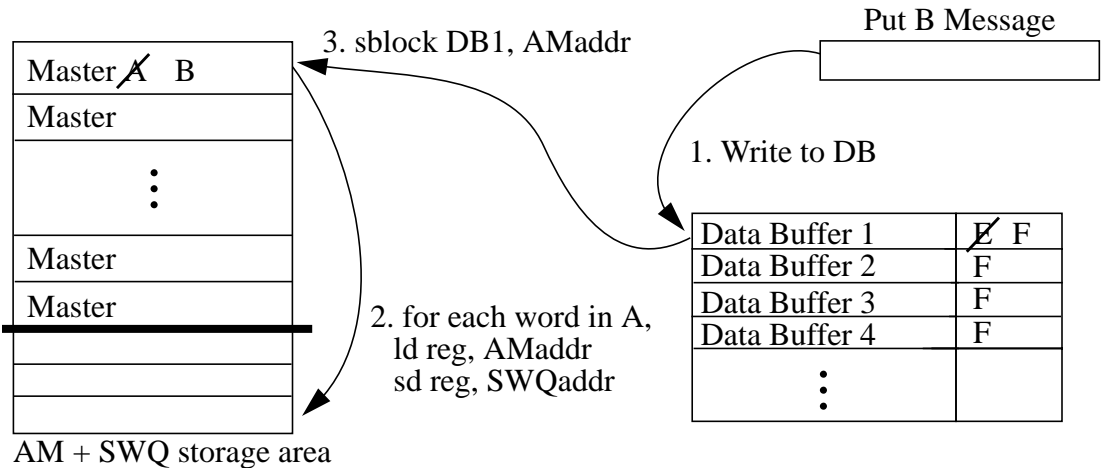 Put B Message
3. sblock DB1, AMaddr
Master A B
Master
1. Write to DB
Data Buffer 1 E F
Data Buffer 2 F
Data Buffer 3 F
Data Buffer 4 F
Master
Master
2. for each word in A,
ld reg, AMaddr
sd reg, SWQaddr
AM + SWQ storage area